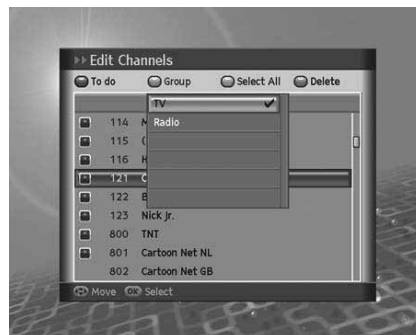 Edit Channels
To do Group Select All Delete
TV
Radio
114 M
115 (
116 H
121 C
122 B
123 Nick Jr.
800 TNT
801 Cartoon Net NL
802 Cartoon Net GB
Move OK Select